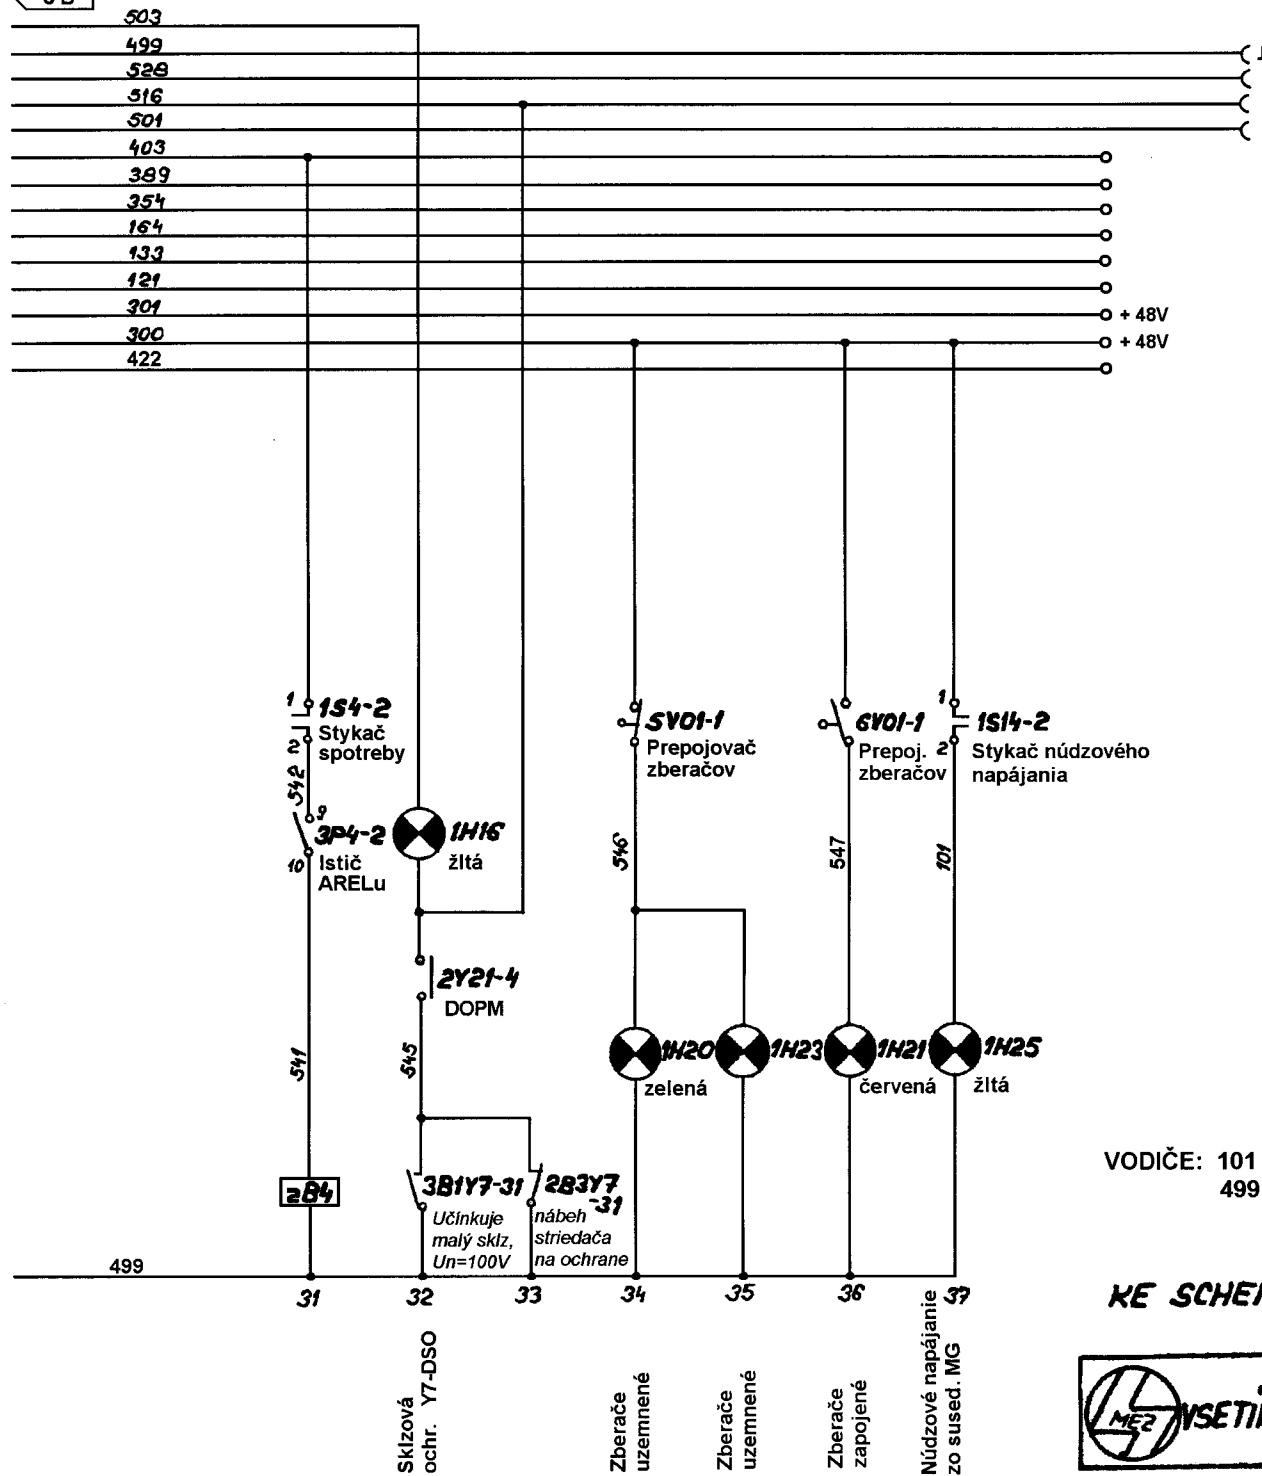 503
499
528
516
501
403
389
354
164
133
121
301
+ 48V
300
+ 48V
422
1
1S4-2
Stykač
spotreby
2
542
9
3P4-2
10
Istič
ARELu
541
2B4
1H16
žltá
2Y21-4
DOPM
545
3B1Y7-31
Učinkuje
malý sklz,
Un=100V
2B3Y7
-31
nábeh
striedača
na ochrane
5Y01-1
Prepojovač
zberačov
546
1H20
zelená
1H23
6Y01-1
Prepoj.
zberačov
547
1H21
červená
1
1S14-2
2
Stykač núdzového
napájania
101
1H25
žltá
VODIČE: 101
499
499
31
32
33
34
35
36
37
Sklzová
ochr. Y7-DSO
Zberače
uzemnené
Zberače
uzemnené
Zberače
zapojené
Núdzové napájanie
zo sused. MG
KE
MEZ